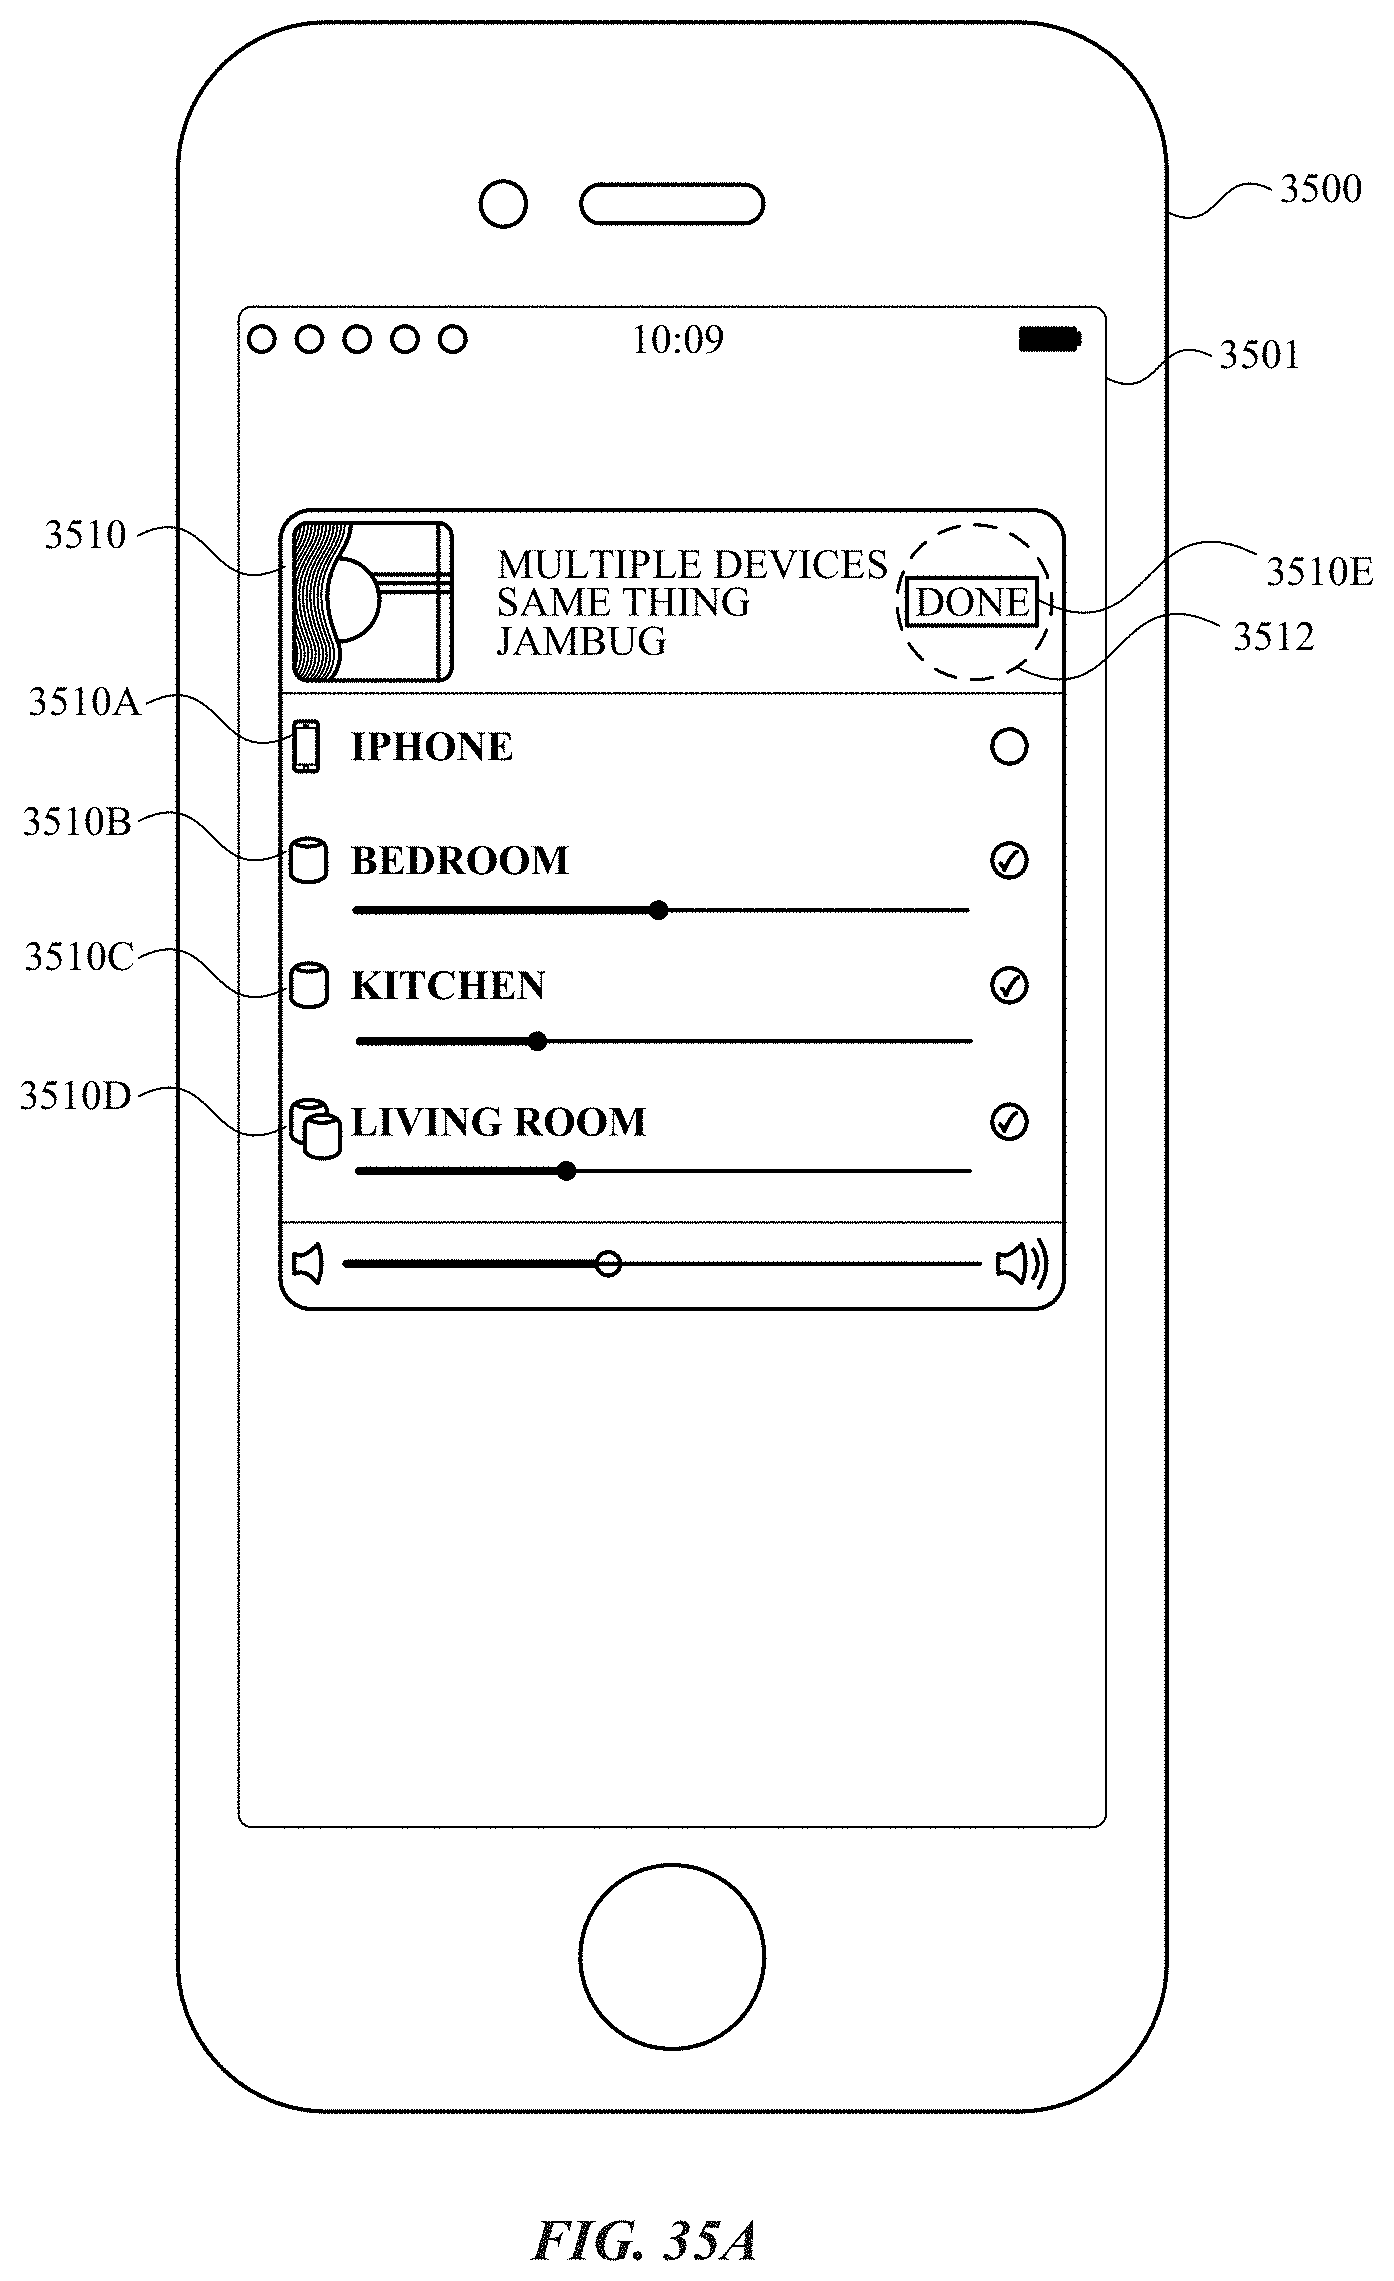 3500
10:09
3501
3510
MULTIPLE DEVICES
SAME THING
JAMBUG
DONE
3510E
3512
3510A
IPHONE
3510B
BEDROOM
3510C
KITCHEN
3510D
LIVING ROOM
FIG. 35A